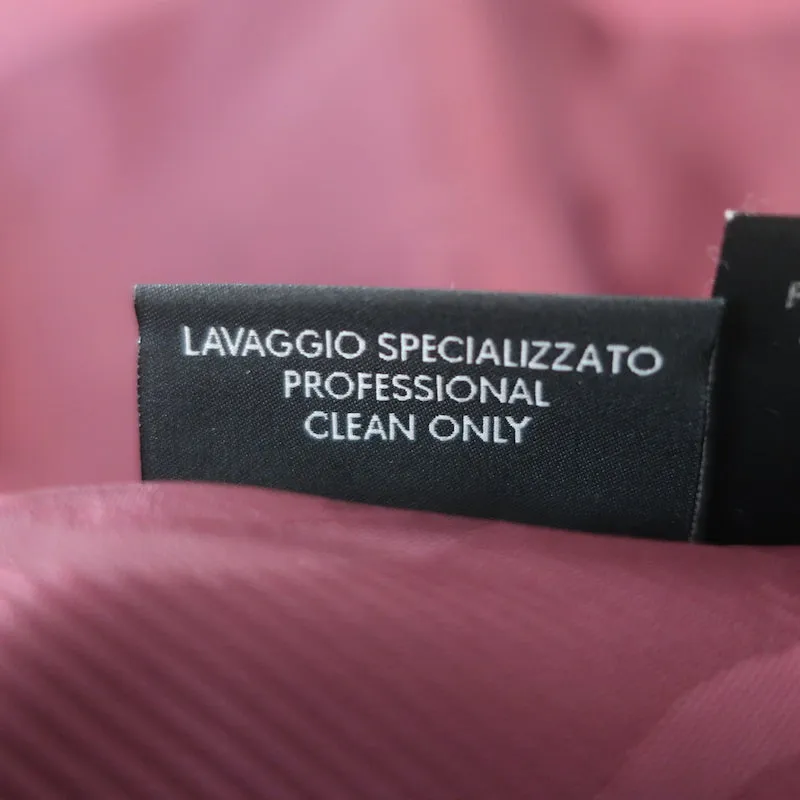 LAVAGGIO SPECIALIZZATO
PROFESSIONAL
CLEAN ONLY